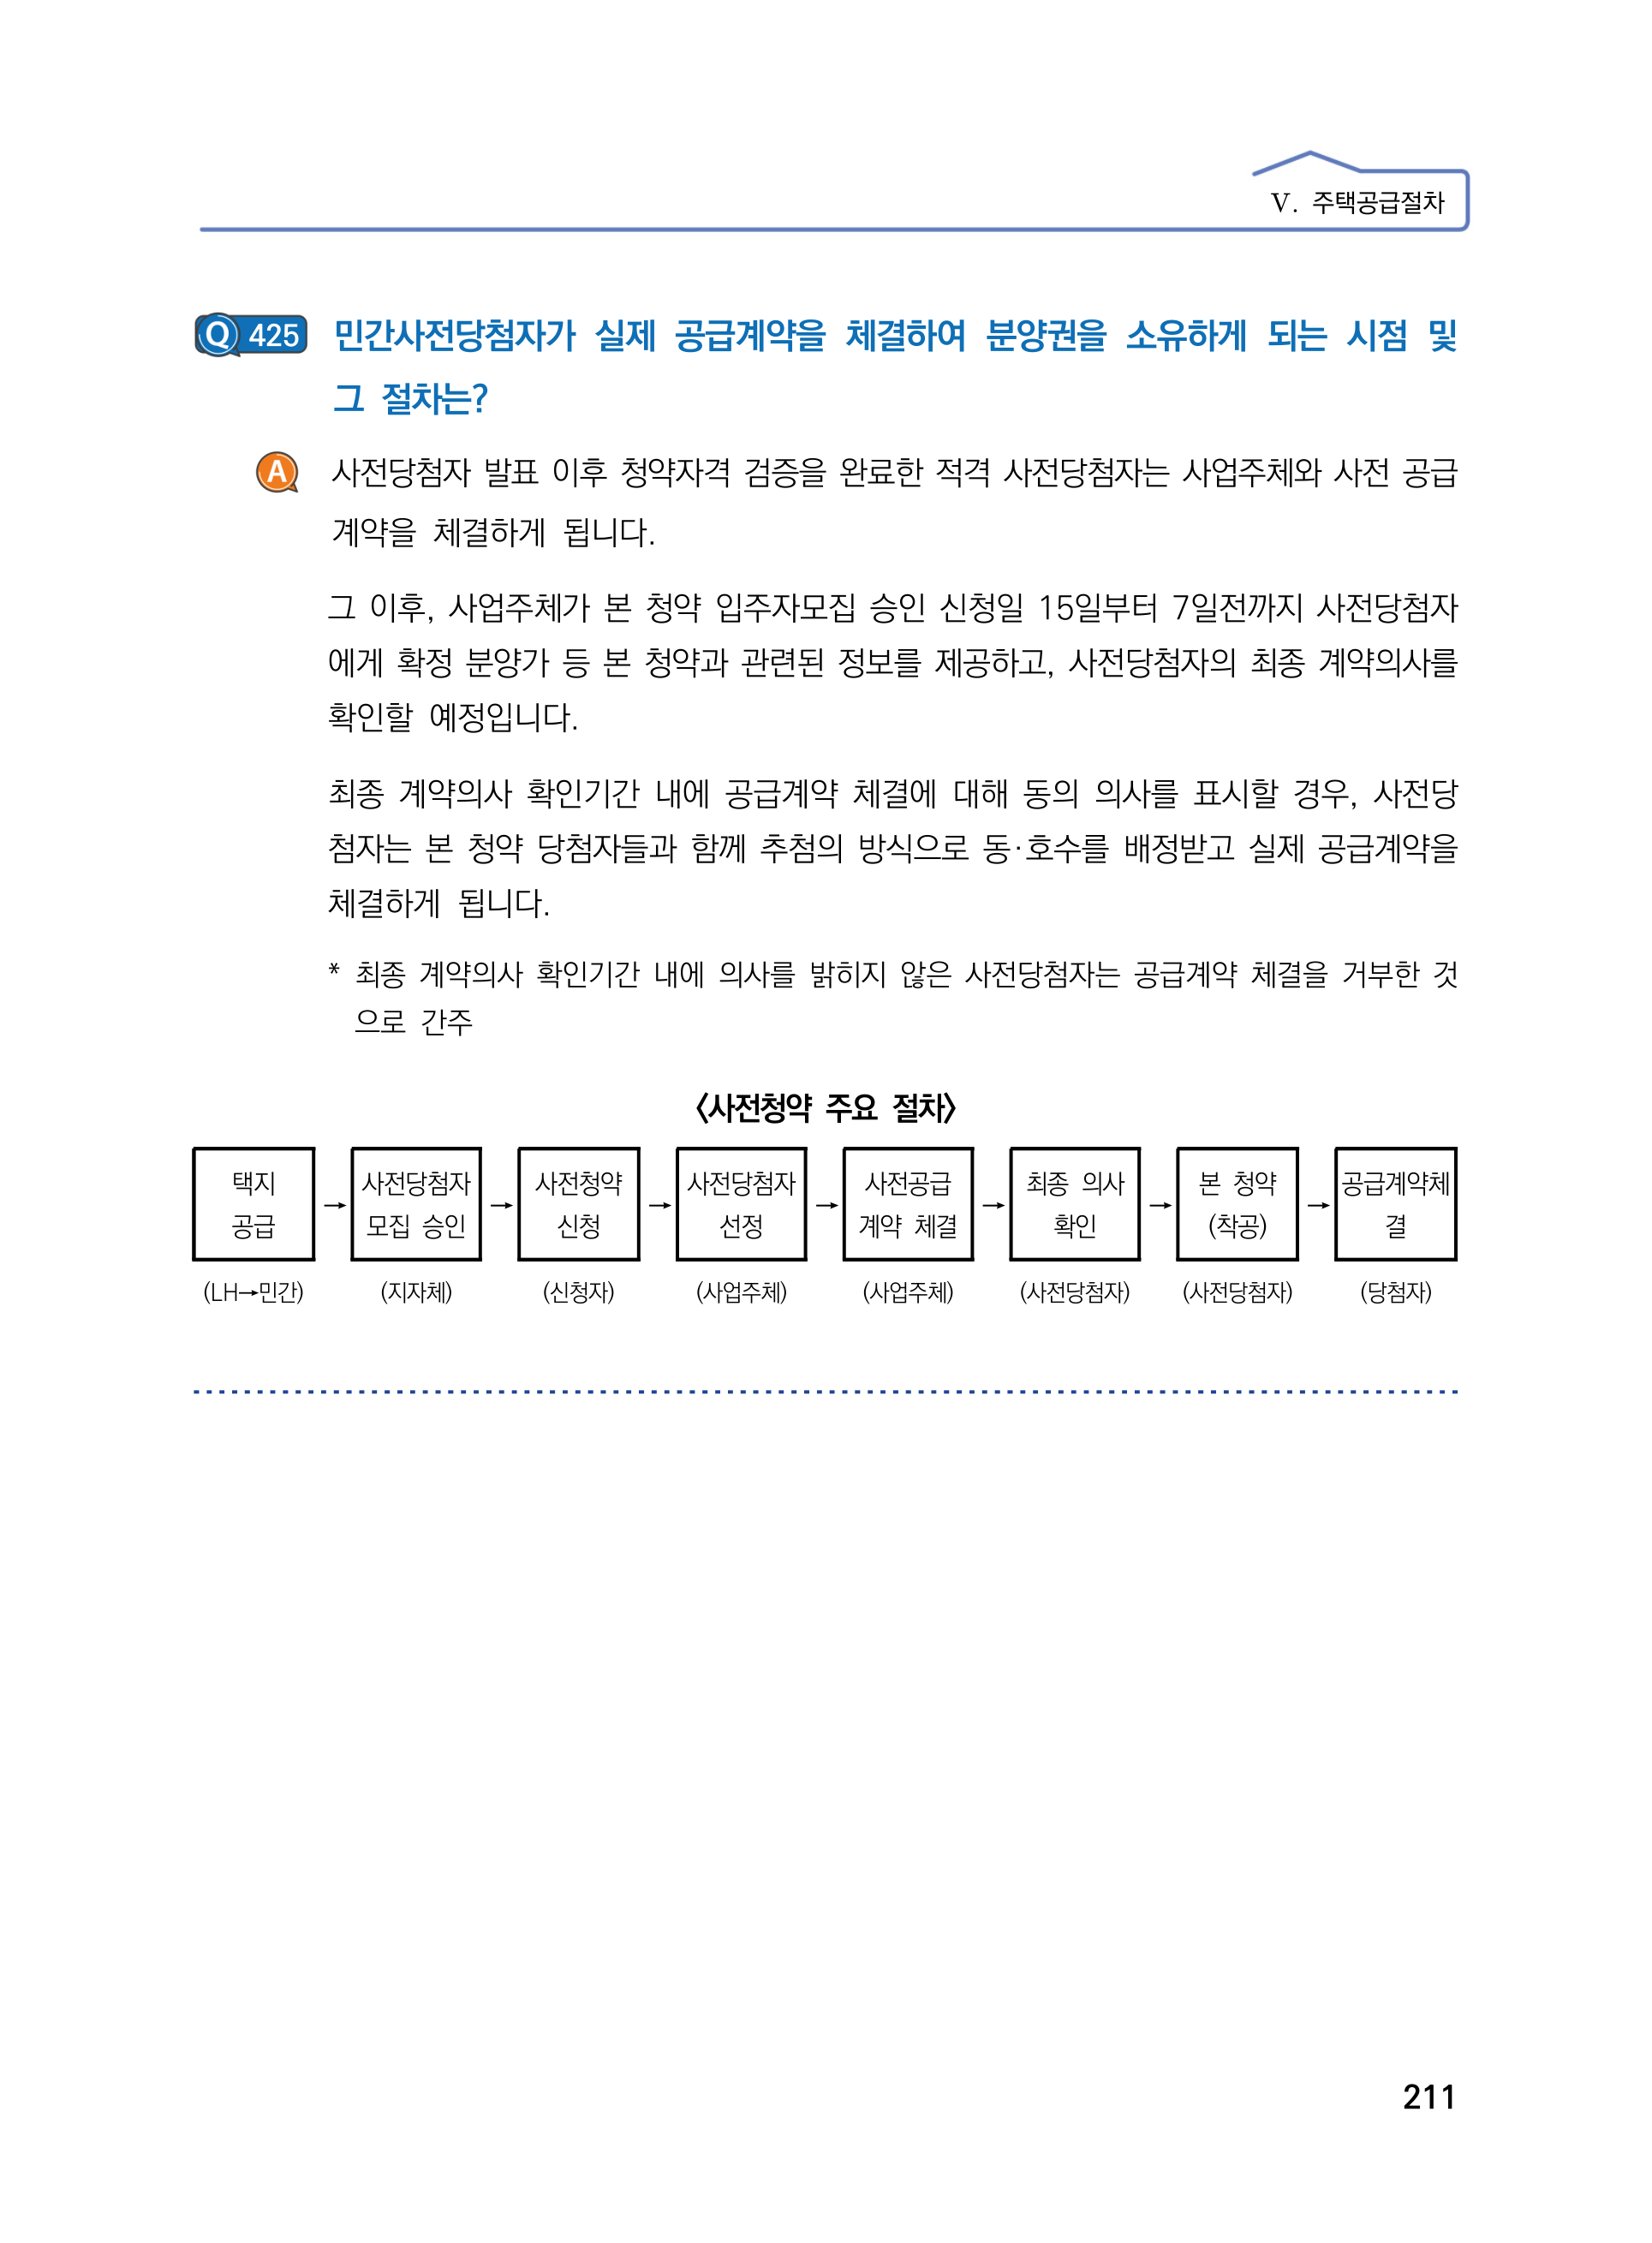 Ⅴ. 주택공급절차
Q 425 민간사전당첨자가 실제 공급계약을 체결하여 분양권을 소유하게 되는 시점 및
그 절차는?
A 사전당첨자 발표 이후 청약자격 검증을 완료한 적격 사전당첨자는 사업주체와 사전 공급
계약을 체결하게 됩니다.
그 이후, 사업주체가 본 청약 입주자모집 승인 신청일 15일부터 7일전까지 사전당첨자
에게 확정 분양가 등 본 청약과 관련된 정보를 제공하고, 사전당첨자의 최종 계약의사를
확인할 예정입니다.
최종 계약의사 확인기간 내에 공급계약 체결에 대해 동의 의사를 표시할 경우, 사전당
첨자는 본 청약 당첨자들과 함께 추첨의 방식으로 동·호수를 배정받고 실제 공급계약을
체결하게 됩니다.
* 최종 계약의사 확인기간 내에 의사를 밝히지 않은 사전당첨자는 공급계약 체결을 거부한 것
으로 간주
〈사전청약 주요 절차〉
택지 사전당첨자 사전청약 사전당첨자 사전공급 최종 의사 본 청약 공급계약체
→ → → → → → →
공급 모집 승인 신청 선정 계약 체결 확인 (착공) 결
(LH→민간) (지자체) (신청자) (사업주체) (사업주체) (사전당첨자) (사전당첨자) (당첨자)
211